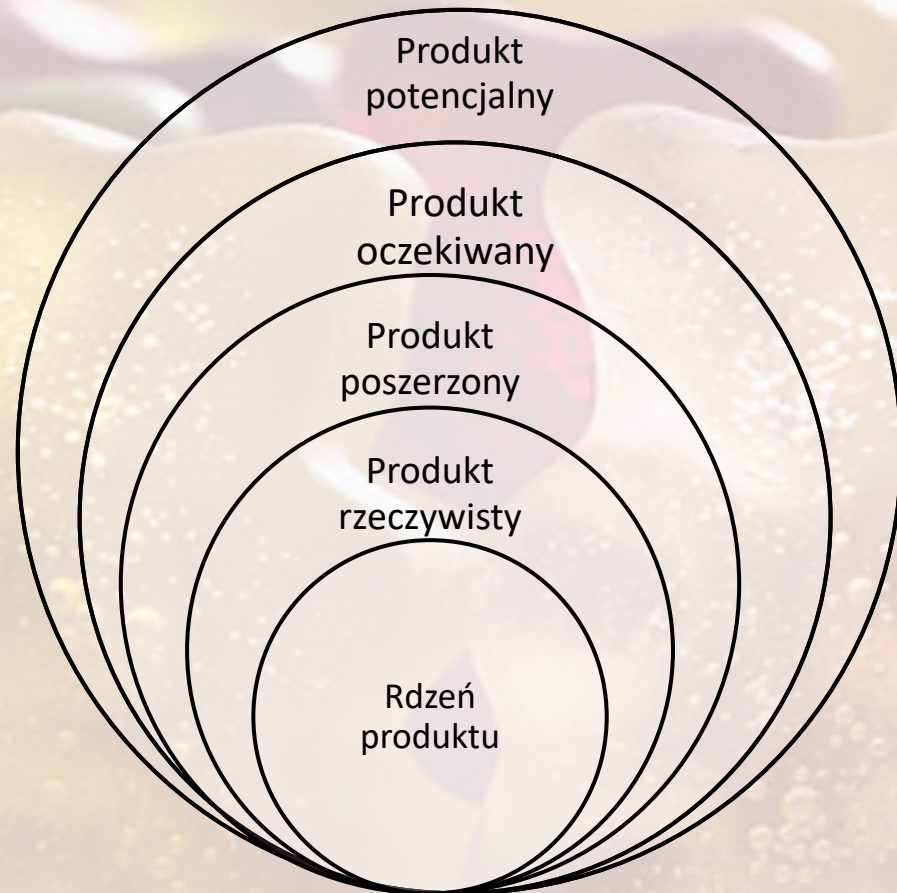 Produkt
potencjalny
Produkt
oczekiwany
Produkt
poszerzony
Produkt
rzeczywisty
Rdzeń
produktu